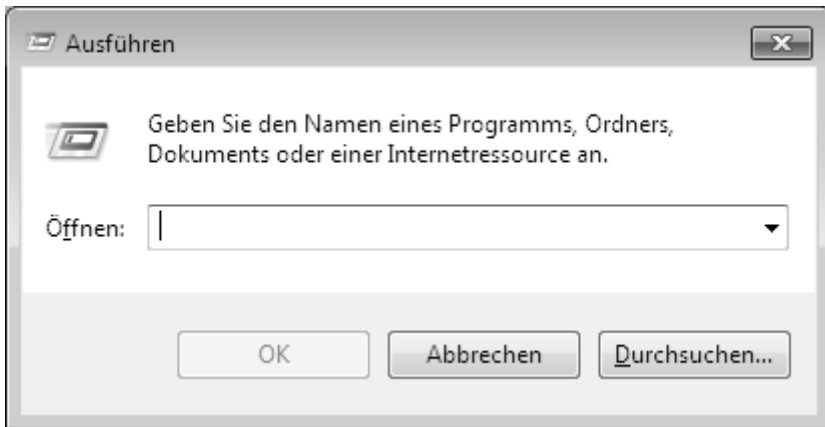 Ausführen
Geben Sie den Namen eines Programms, Ordners,
Dokuments oder einer Internetressource an.
Öffnen:
OK Abbrechen Durchsuchen...